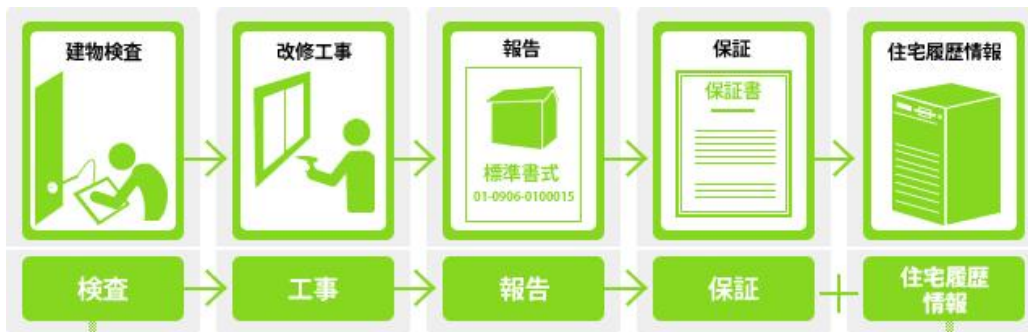 建物検査
改修工事
報告
標準書式
01-0906-0100015
保証
保証書
住宅履歴情報
検査
工事
報告
保証
住宅履歴
情報